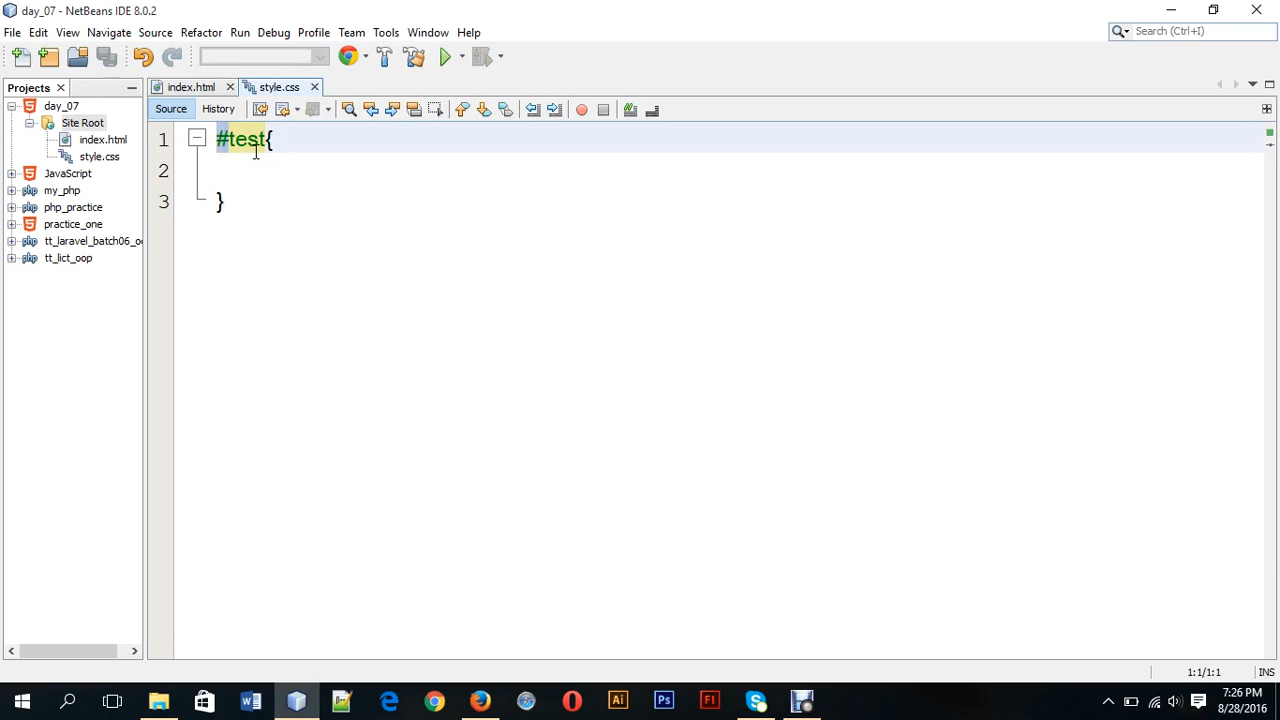 day_07 - NetBeans IDE 8.0.2
File Edit View Navigate Source Refactor Run Debug Profile Team Tools Window Help
Search (Ctrl+I)
Projects
index.html
style.css
Source
History
day_07
Site Root
index.html
style.css
JavaScript
my_php
php_practice
practice_one
tt_laravel_batch06_o
tt_lict_oop
1 #test{
2
3 }
1:1/1:1
INS
7:26 PM
8/28/2016